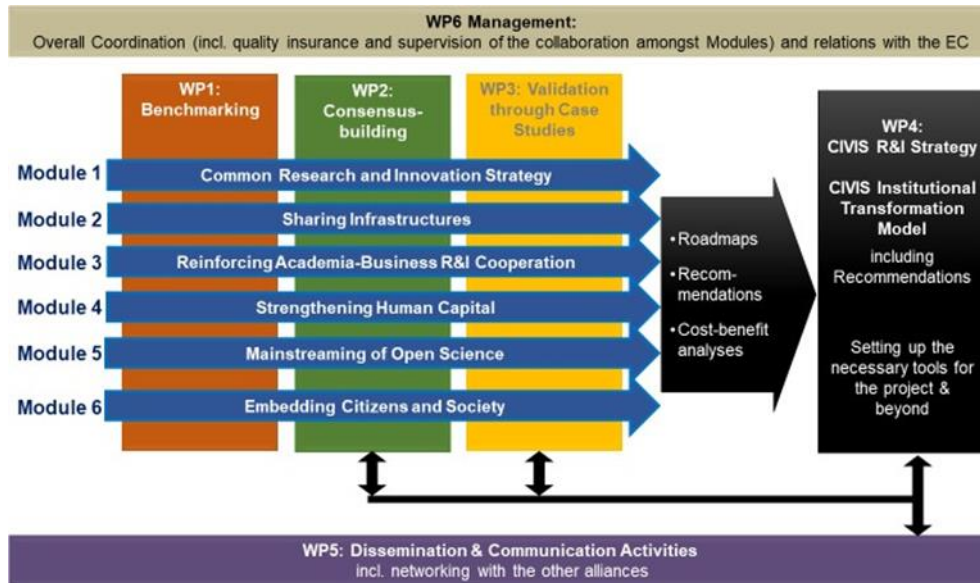 WP6 Management:
Overall Coordination (incl. quality insurance and supervision of the collaboration amongst Modules) and relations with the EC
WP1:
Benchmarking
WP2:
Consensus-
building
WP3: Validation
through Case
Studies
Module 1
Common Research and Innovation Strategy
Module 2
Sharing Infrastructures
Module 3
Reinforcing Academia-Business R&I Cooperation
Module 4
Strengthening Human Capital
Module 5
Mainstreaming of Open Science
Module 6
Embedding Citizens and Society
• Roadmaps
• Recom-
mendations
• Cost-benefit
analyses
WP4:
CIVIS R&I Strategy
CIVIS Institutional
Transformation
Model
including
Recommendations
Setting up the
necessary tools for
the project &
beyond
WP5: Dissemination & Communication Activities
incl. networking with the other alliances